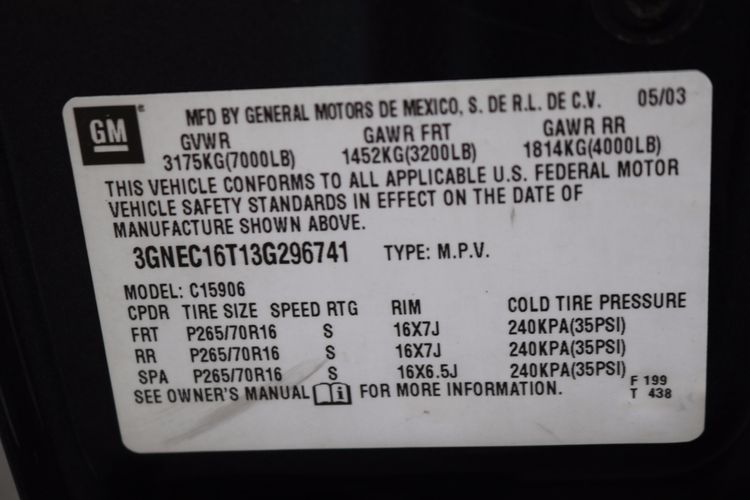 GM® MFD BY GENERAL MOTORS DE MEXICO, S. DE R.L. DE C.V. 05/03
GVWR GAWR FRT GAWR RR
3175KG(7000LB) 1452KG(3200LB) 1814KG(4000LB)
THIS VEHICLE CONFORMS TO ALL APPLICABLE U.S. FEDERAL MOTOR
VEHICLE SAFETY STANDARDS IN EFFECT ON THE DATE OF
MANUFACTURE SHOWN ABOVE.
3GNEC16T13G296741 TYPE: M.P.V.
MODEL: C15906
CPDR TIRE SIZE SPEED RTG RIM COLD TIRE PRESSURE
FRT P265/70R16 S 16X7J 240KPA(35PSI)
RR P265/70R16 S 16X7J 240KPA(35PSI)
SPA P265/70R16 S 16X6.5J 240KPA(35PSI)
SEE OWNER'S MANUAL i FOR MORE INFORMATION.
F 199
T 438